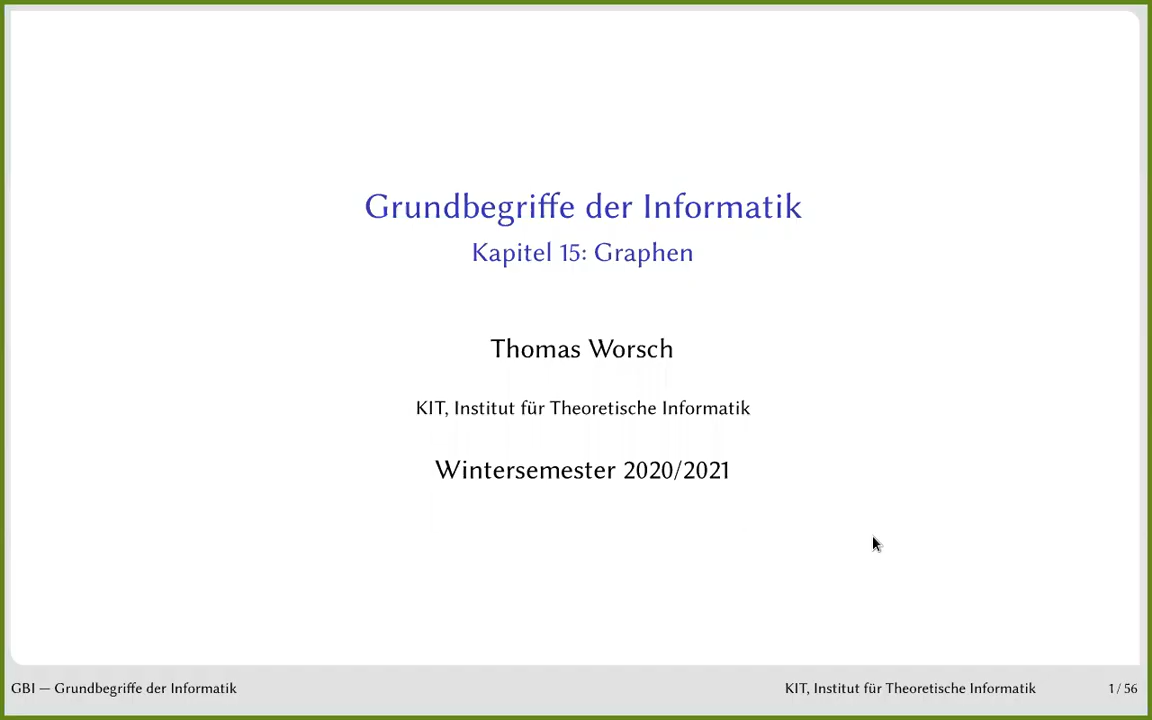 Grundbegriffe der Informatik
Kapitel 15: Graphen
Thomas Worsch
KIT, Institut für Theoretische Informatik
Wintersemester 2020/2021
GBI — Grundbegriffe der Informatik
KIT, Institut für Theoretische Informatik
1 / 56